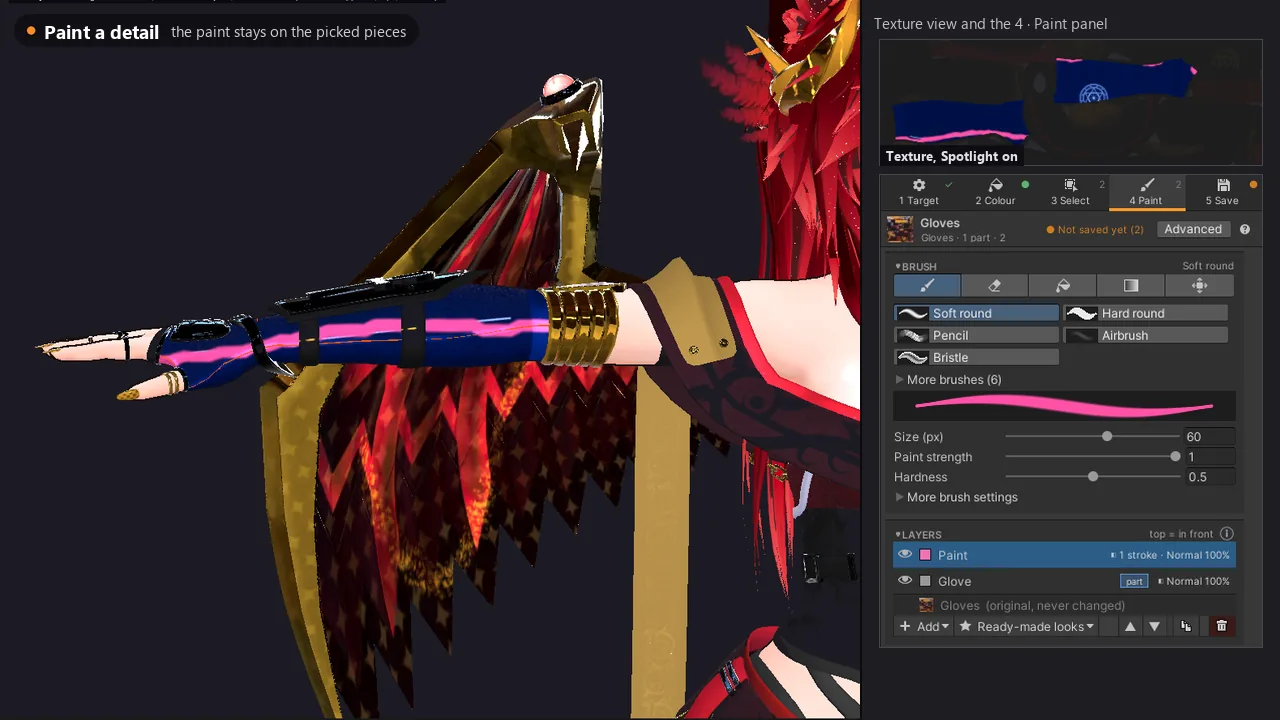 Paint a detail the paint stays on the picked pieces
Texture view and the 4 · Paint panel
Texture, Spotlight on
1 Target
2 Colour
3 Select 2
4 Paint 2
5 Save
Gloves
Gloves · 1 part · 2
Not saved yet (2)
Advanced
?
BRUSH
Soft round
Soft round
Hard round
Pencil
Airbrush
Bristle
More brushes (6)
Size (px) 60
Paint strength 1
Hardness 0.5
More brush settings
LAYERS
top = in front
Paint 1 stroke · Normal 100%
Glove part Normal 100%
Gloves (original, never changed)
+ Add
Ready-made looks